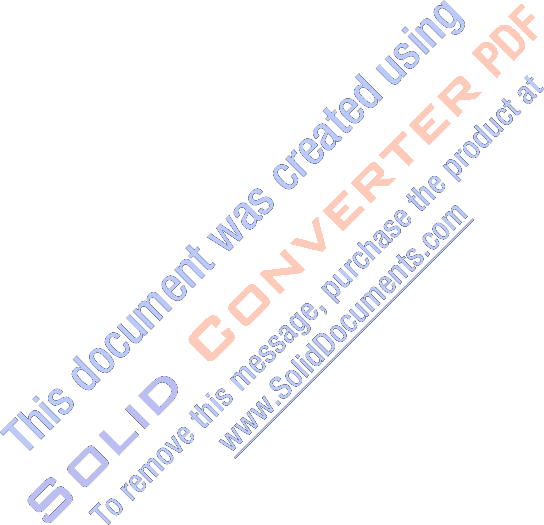 This document was created using
SOLID CONVERTER PDF
To remove this message, purchase the product at
www.SolidDocuments.com